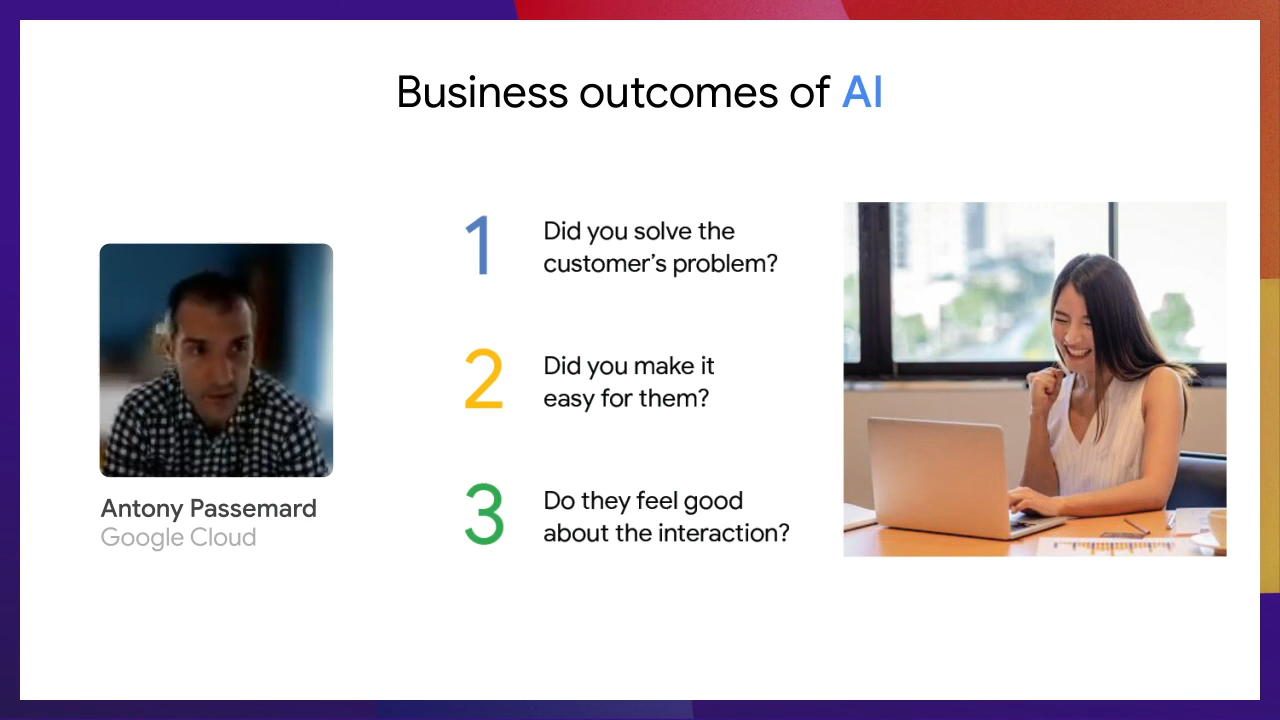 Business outcomes of AI
1
Did you solve the
customer’s problem?
2
Did you make it
easy for them?
3
Do they feel good
about the interaction?
Antony Passemard
Google Cloud